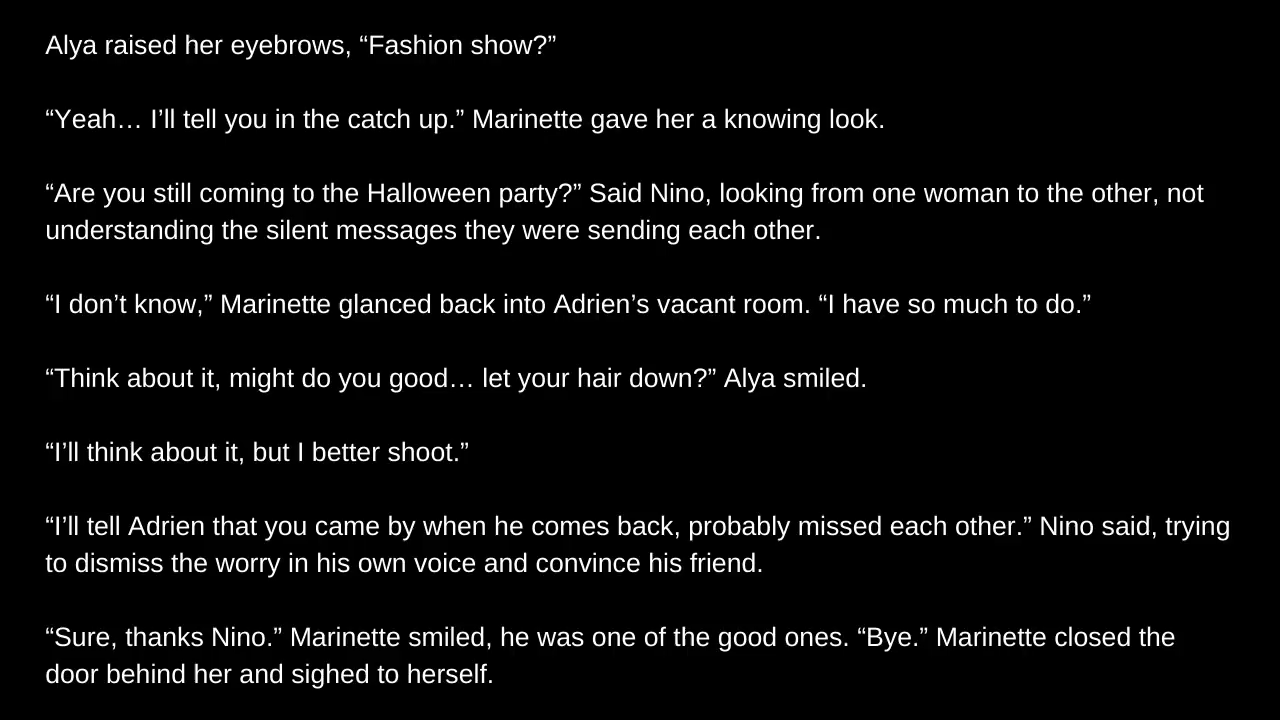 Alya raised her eyebrows, “Fashion show?”
“Yeah… I’ll tell you in the catch up.” Marinette gave her a knowing look.
“Are you still coming to the Halloween party?” Said Nino, looking from one woman to the other, not
understanding the silent messages they were sending each other.
“I don’t know,” Marinette glanced back into Adrien’s vacant room. “I have so much to do.”
“Think about it, might do you good… let your hair down?” Alya smiled.
“I’ll think about it, but I better shoot.”
“I’ll tell Adrien that you came by when he comes back, probably missed each other.” Nino said, trying
to dismiss the worry in his own voice and convince his friend.
“Sure, thanks Nino.” Marinette smiled, he was one of the good ones. “Bye.” Marinette closed the
door behind her and sighed to herself.